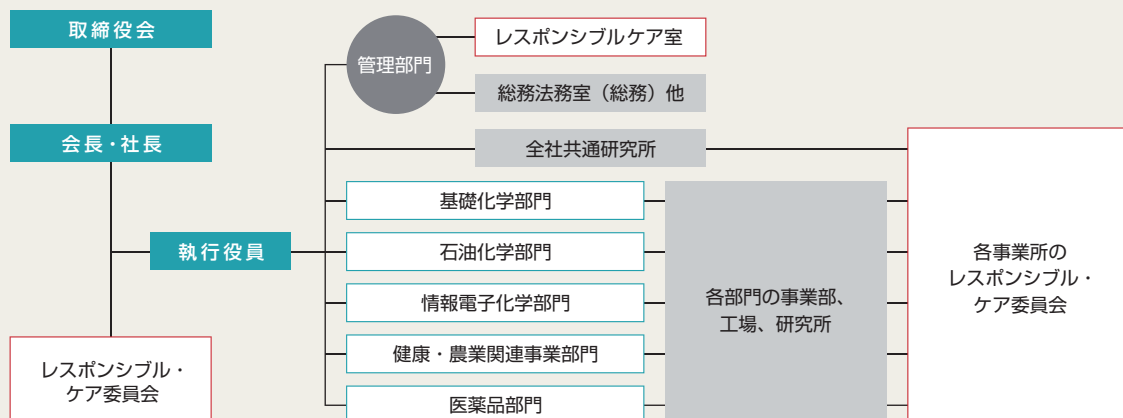 取締役会
会長・社長
執行役員
レスポンシブル・
ケア委員会
管理部門
レスポンシブルケア室
総務法務室（総務）他
全社共通研究所
基礎化学部門
石油化学部門
情報電子化学部門
健康・農業関連事業部門
医薬品部門
各部門の事業部、
工場、研究所
各事業所の
レスポンシブル・
ケア委員会